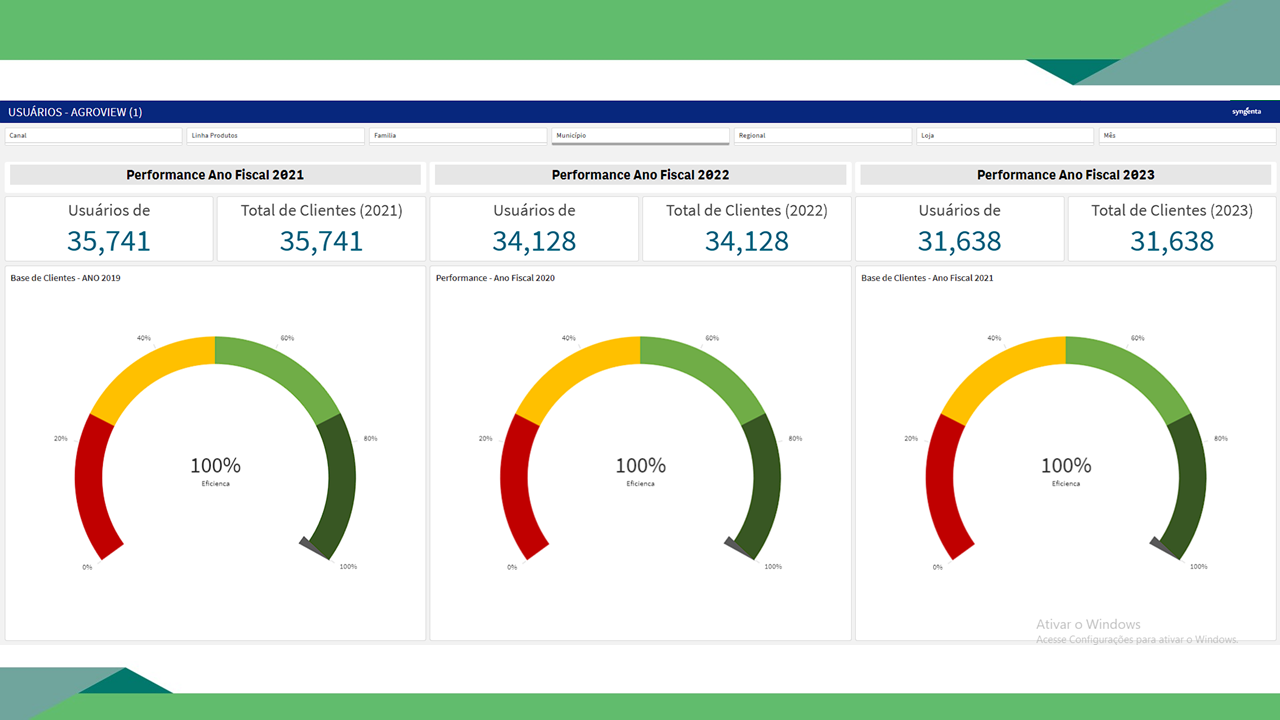 USUÁRIOS - AGROVIEW (1)
syngenta
Canal
Linha Produtos
Familia
Município
Regional
Loja
Mês
Performance Ano Fiscal 2021
Performance Ano Fiscal 2022
Performance Ano Fiscal 2023
Usuários de
35,741
Total de Clientes (2021)
35,741
Usuários de
34,128
Total de Clientes (2022)
34,128
Usuários de
31,638
Total de Clientes (2023)
31,638
Base de Clientes - ANO 2019
0%
20%
40%
60%
80%
100%
100%
Eficienca
Performance - Ano Fiscal 2020
0%
20%
40%
60%
80%
100%
100%
Eficienca
Base de Clientes - Ano Fiscal 2021
0%
20%
40%
60%
80%
100%
100%
Eficienca
Ativar o Windows
Acesse Configurações para ativar o Windows.